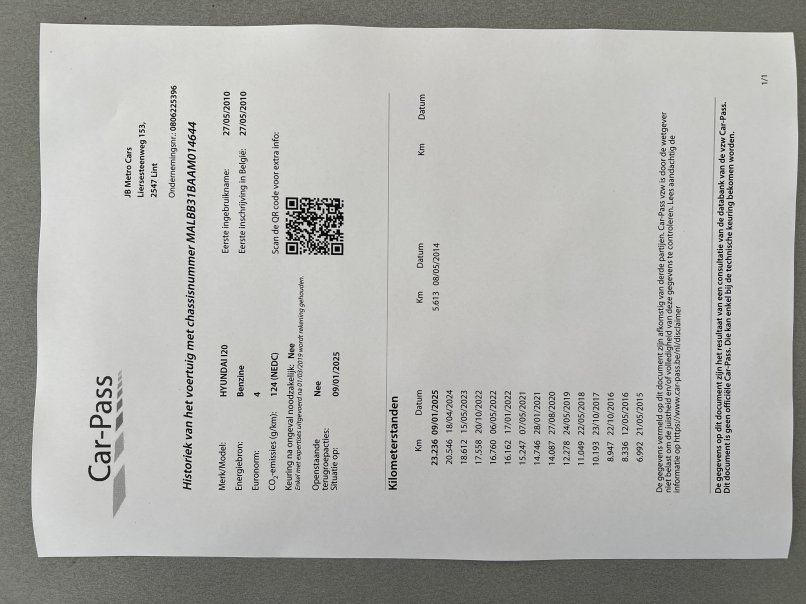 Car-Pass
JB Metro Cars
Liersesteenweg 153,
2547 Lint
Ondernemingsnr.: 0806225396
Historiek van het voertuig met chassisnummer MALBB31BAAM014644
Merk/Model: HYUNDAI I20
Energiebron: Benzine
Euronorm: 4
CO₂-emissies (g/km): 124 (NEDC)
Keuring na ongeval noodzakelijk: Nee
Enkel met expertises uitgevoerd na 01/03/2019 wordt rekening gehouden.
Openstaande
terugroepacties: Nee
Situatie op: 09/01/2025
Eerste ingebruikname: 27/05/2010
Eerste inschrijving in België: 27/05/2010
Scan de QR code voor extra info:
Kilometerstanden
Km Datum Km Datum Km Datum
23.236 09/01/2025 5.613 08/05/2014
20.546 18/04/2024
18.612 15/05/2023
17.558 20/10/2022
16.760 06/05/2022
16.162 17/01/2022
15.247 07/05/2021
14.746 28/01/2021
14.087 27/08/2020
12.278 24/05/2019
11.049 22/05/2018
10.193 23/10/2017
8.947 22/10/2016
8.336 12/05/2016
6.992 21/05/2015
De gegevens vermeld op dit document zijn afkomstig van derde partijen. Car-Pass vzw is door de wetgever
niet belast om de juistheid en/of volledigheid van deze gegevens te controleren. Lees aandachtig de
informatie op https://www.car-pass.be/nl/disclaimer
De gegevens op dit document zijn het resultaat van een consultatie van de databank van de vzw Car-Pass.
Dit document is geen officiële Car-Pass. Die kan enkel bij de technische keuring bekomen worden.
1/1